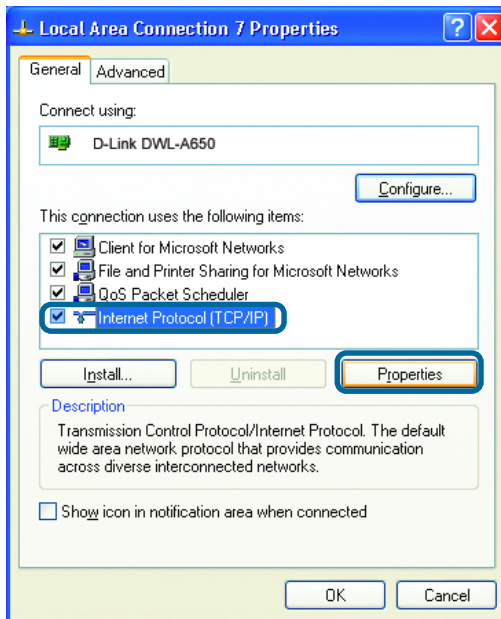 Local Area Connection 7 Properties
General Advanced
Connect using:
D-Link DWL-A650
Configure...
This connection uses the following items:
Client for Microsoft Networks
File and Printer Sharing for Microsoft Networks
QoS Packet Scheduler
Internet Protocol (TCP/IP)
Install... Uninstall Properties
Description
Transmission Control Protocol/Internet Protocol. The default
wide area network protocol that provides communication
across diverse interconnected networks.
Show icon in notification area when connected
OK Cancel